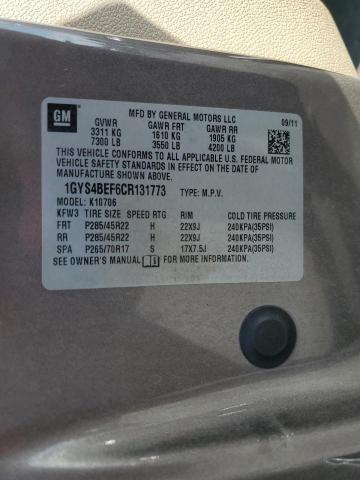 GM
MFD BY GENERAL MOTORS LLC
09/11
GVWR GAWR FRT GAWR RR
3311 KG 1610 KG 1905 KG
7300 LB 3550 LB 4200 LB
THIS VEHICLE CONFORMS TO ALL APPLICABLE U.S. FEDERAL MOTOR
VEHICLE SAFETY STANDARDS IN EFFECT ON THE DATE OF
MANUFACTURE SHOWN ABOVE.
1GYS4BEF6CR131773 TYPE: M.P.V.
MODEL: K10706
KFW3 TIRE SIZE SPEED RTG RIM COLD TIRE PRESSURE
FRT P285/45R22 H 22X9J 240KPA(35PSI)
RR P285/45R22 H 22X9J 240KPA(35PSI)
SPA P265/70R17 S 17X7.5J 240KPA(35PSI)
SEE OWNER'S MANUAL FOR MORE INFORMATION.